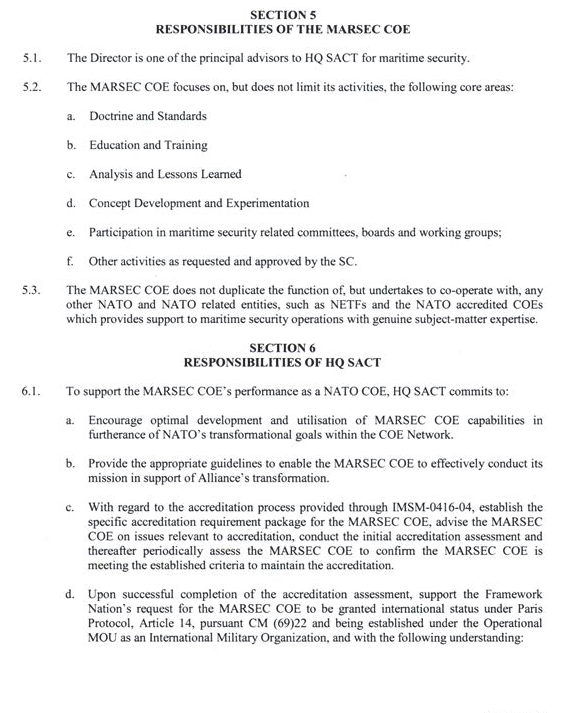 SECTION 5
RESPONSIBILITIES OF THE MARSEC COE
5.1. The Director is one of the principal advisors to HQ SACT for maritime security.
5.2. The MARSEC COE focuses on, but does not limit its activities, the following core areas:
a. Doctrine and Standards
b. Education and Training
c. Analysis and Lessons Learned
d. Concept Development and Experimentation
e. Participation in maritime security related committees, boards and working groups;
f. Other activities as requested and approved by the SC.
5.3. The MARSEC COE does not duplicate the function of, but undertakes to co-operate with, any
other NATO and NATO related entities, such as NETFs and the NATO accredited COEs
which provides support to maritime security operations with genuine subject-matter expertise.
SECTION 6
RESPONSIBILITIES OF HQ SACT
6.1. To support the MARSEC COE's performance as a NATO COE, HQ SACT commits to:
a. Encourage optimal development and utilisation of MARSEC COE capabilities in
furtherance of NATO's transformational goals within the COE Network.
b. Provide the appropriate guidelines to enable the MARSEC COE to effectively conduct its
mission in support of Alliance's transformation.
c. With regard to the accreditation process provided through IMSM-0416-04, establish the
specific accreditation requirement package for the MARSEC COE, advise the MARSEC
COE on issues relevant to accreditation, conduct the initial accreditation assessment and
thereafter periodically assess the MARSEC COE to confirm the MARSEC COE is
meeting the established criteria to maintain the accreditation.
d. Upon successful completion of the accreditation assessment, support the Framework
Nation's request for the MARSEC COE to be granted international status under Paris
Protocol, Article 14, pursuant CM (69)22 and being established under the Operational
MOU as an International Military Organization, and with the following understanding: